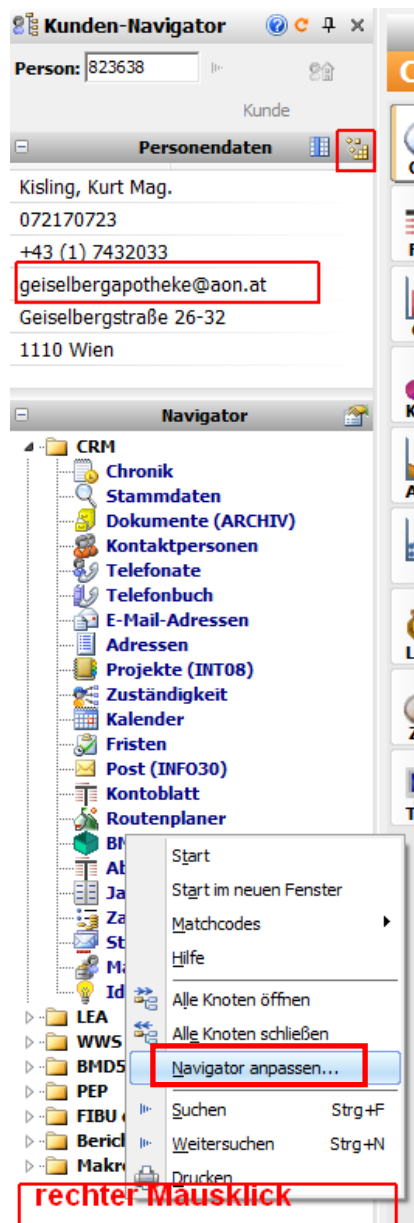 Kunden-Navigator
Person: 823638
Kunde
Personendaten
Kisling, Kurt Mag.
072170723
+43 (1) 7432033
geiselbergapotheke@aon.at
Geiselbergstraße 26-32
1110 Wien
Navigator
CRM
Chronik
Stammdaten
Dokumente (ARCHIV)
Kontaktpersonen
Telefonate
Telefonbuch
E-Mail-Adressen
Adressen
Projekte (INT08)
Zuständigkeit
Kalender
Fristen
Post (INFO30)
Kontoblatt
Routenplaner
Start
Start im neuen Fenster
Matchcodes
Hilfe
Alle Knoten öffnen
Alle Knoten schließen
Navigator anpassen...
Suchen Strg+F
Weitersuchen Strg+N
Drucken
LEA
WWS
BMD5
PEP
FIBU
rechter Mausklick